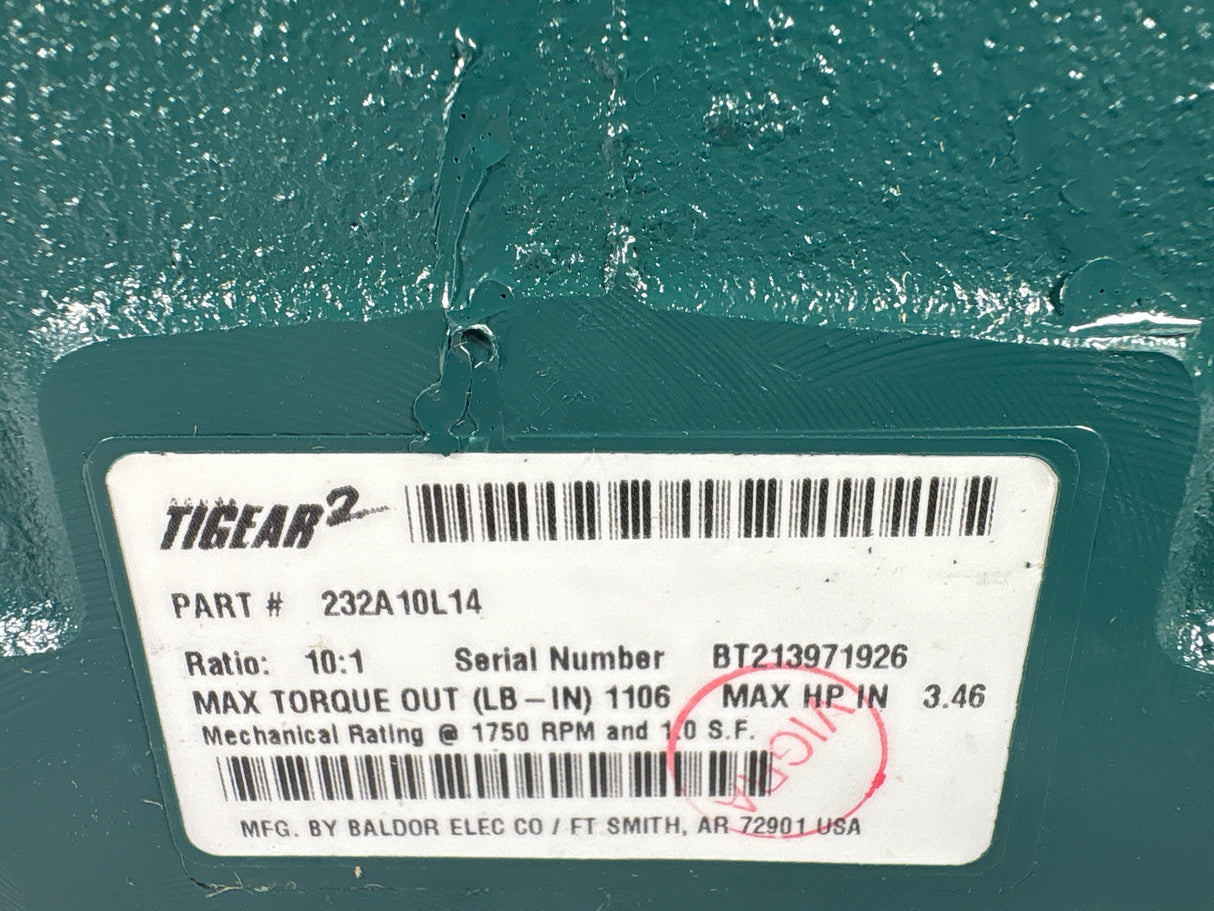 TIGEAR2
PART # 232A10L14
Ratio: 10:1 Serial Number BT213971926
MAX TORQUE OUT (LB-IN) 1106 MAX HP IN 3.46
Mechanical Rating @ 1750 RPM and 1.0 S.F.
VIGRA
MFG. BY BALDOR ELEC CO / FT SMITH, AR 72901 USA